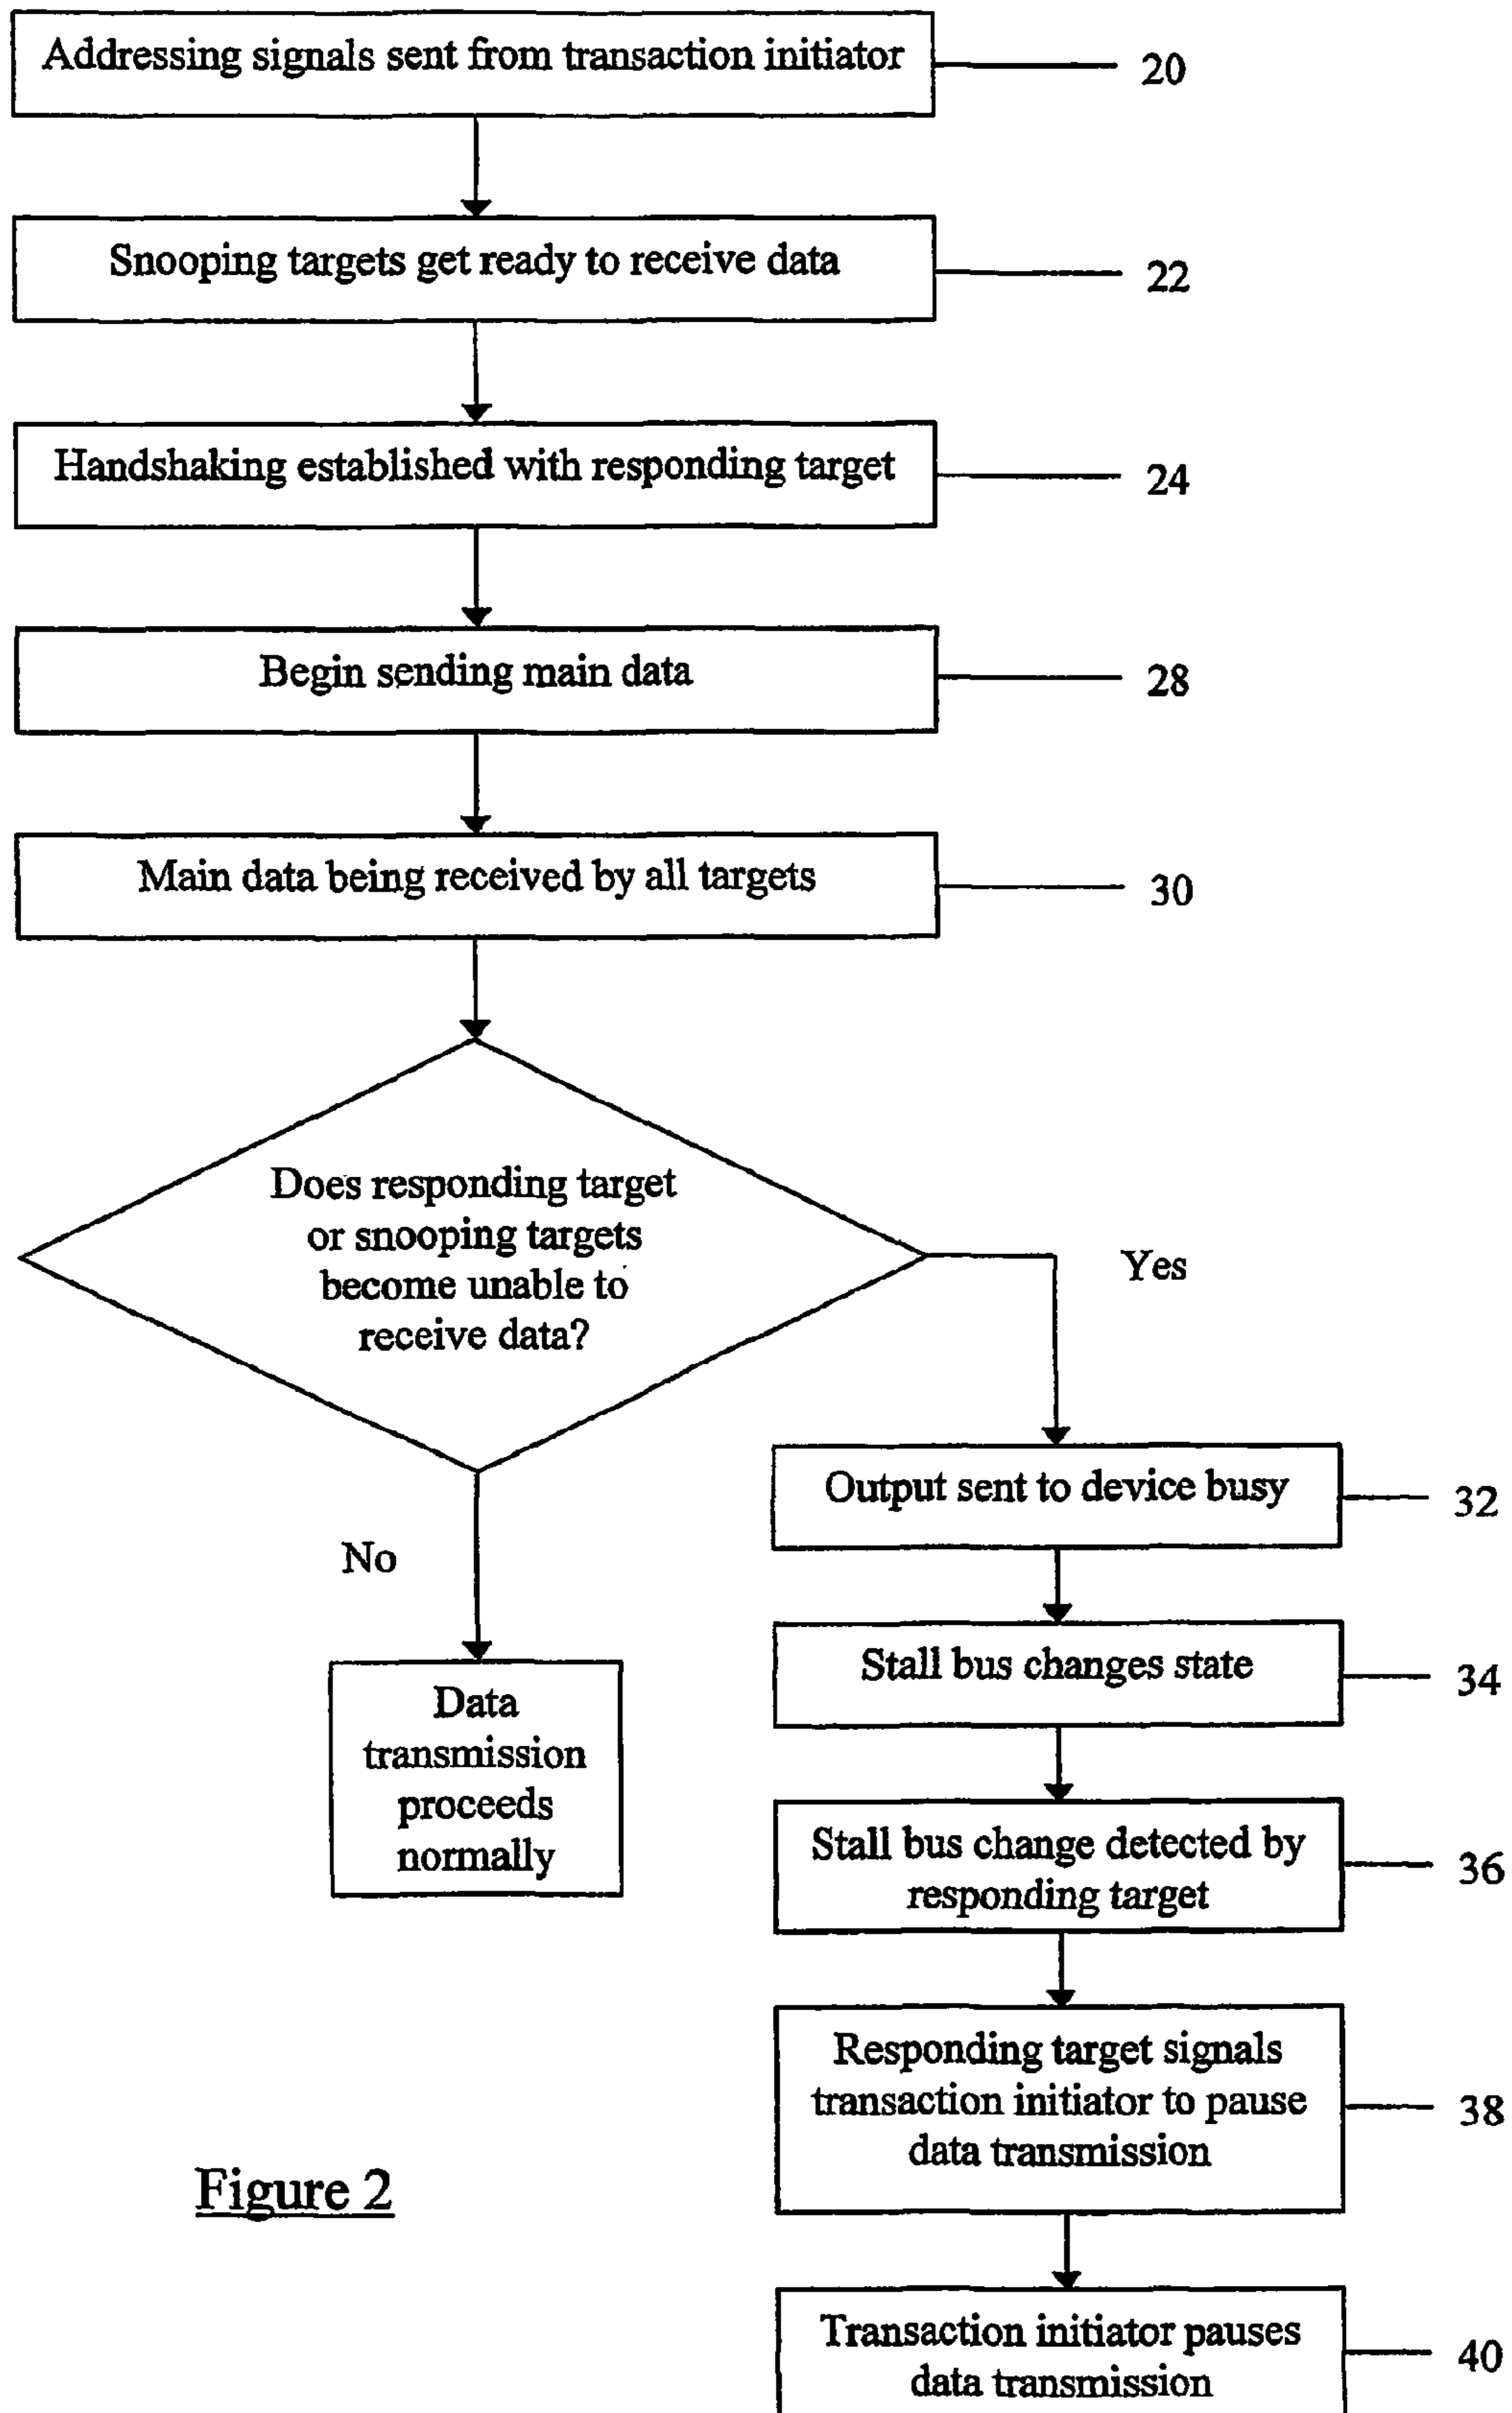 Addressing signals sent from transaction initiator
20
Snooping targets get ready to receive data
22
Handshaking established with responding target
24
Begin sending main data
28
Main data being received by all targets
30
Does responding target
or snooping targets
become unable to
receive data?
Yes
No
Data
transmission
proceeds
normally
Output sent to device busy
32
Stall bus changes state
34
Stall bus change detected by
responding target
36
Responding target signals
transaction initiator to pause
data transmission
38
Transaction initiator pauses
data transmission
40
Figure 2